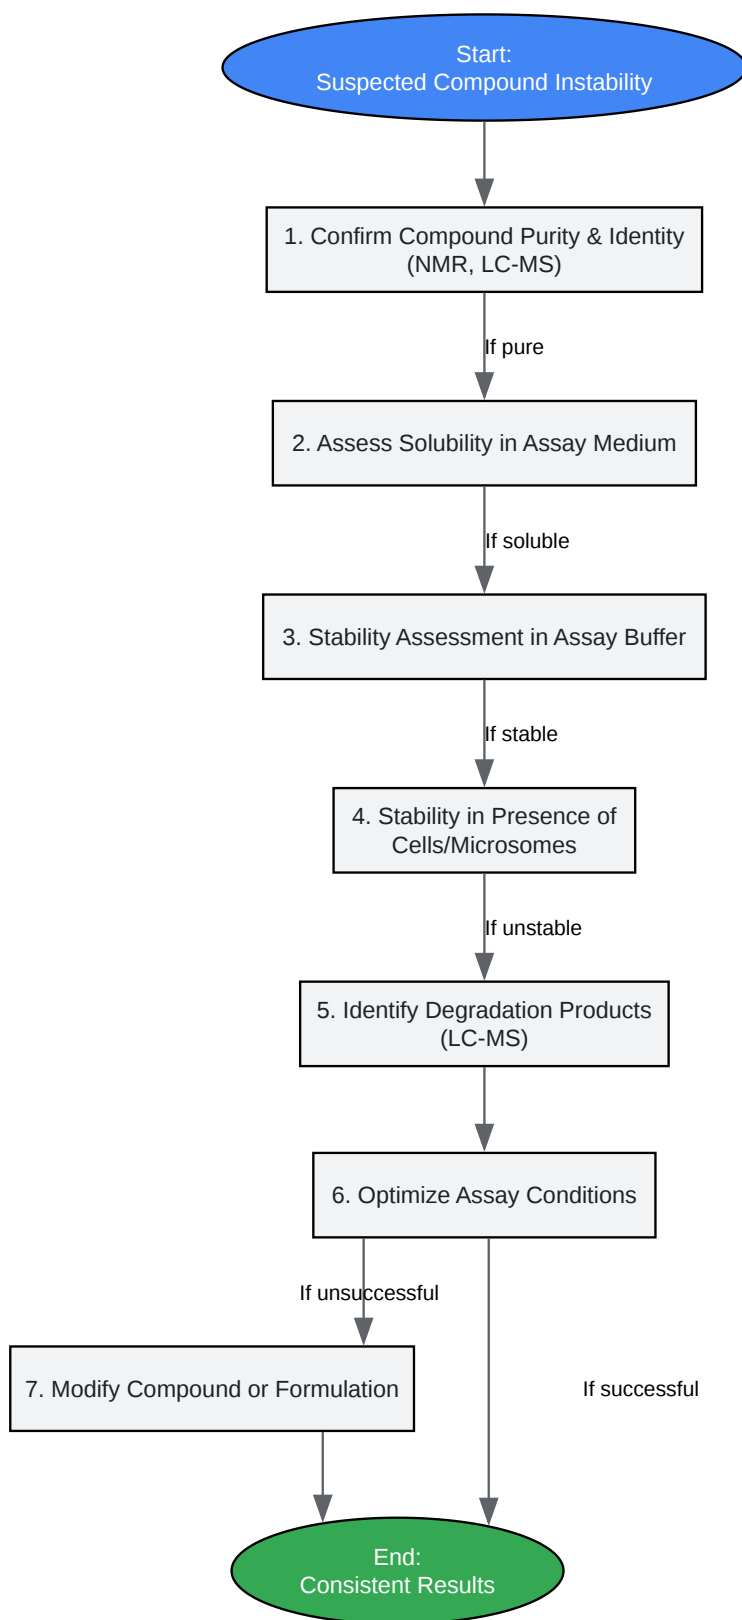 Start:
Suspected Compound Instability
1. Confirm Compound Purity & Identity
(NMR, LC-MS)
If pure
2. Assess Solubility in Assay Medium
If soluble
3. Stability Assessment in Assay Buffer
If stable
4. Stability in Presence of
Cells/Microsomes
If unstable
5. Identify Degradation Products
(LC-MS)
6. Optimize Assay Conditions
If unsuccessful
7. Modify Compound or Formulation
If successful
End:
Consistent Results